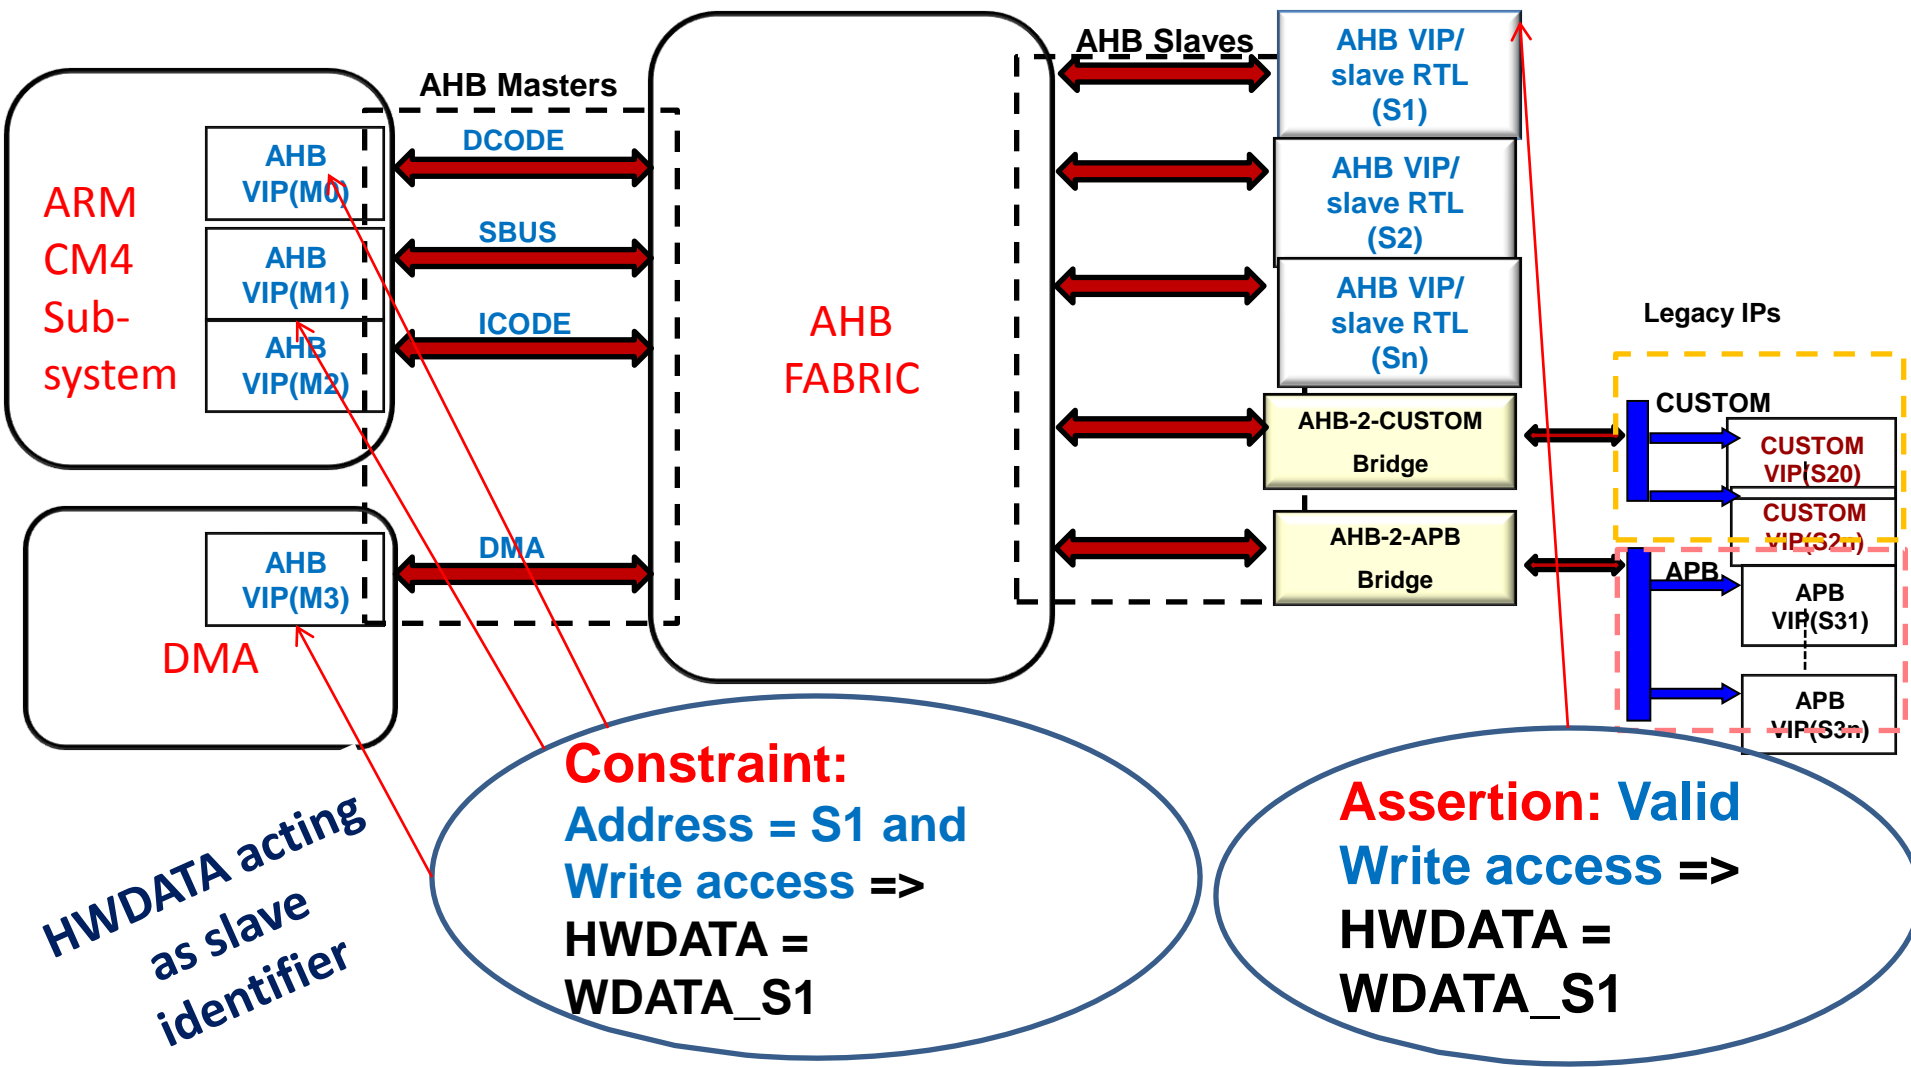 AHB Masters
AHB Slaves
ARM
CM4
Sub-
system
AHB
VIP(M0)
AHB
VIP(M1)
AHB
VIP(M2)
DCODE
SBUS
ICODE
DMA
AHB
VIP(M3)
DMA
AHB
FABRIC
AHB VIP/
slave RTL
(S1)
AHB VIP/
slave RTL
(S2)
AHB VIP/
slave RTL
(Sn)
AHB-2-CUSTOM
Bridge
AHB-2-APB
Bridge
Legacy IPs
CUSTOM
CUSTOM
VIP(S20)
CUSTOM
VIP(S2n)
APB
APB
VIP(S31)
APB
VIP(S3n)
HWDATA acting
as slave
identifier
Constraint:
Address = S1 and
Write access =>
HWDATA =
WDATA_S1
Assertion: Valid
Write access =>
HWDATA =
WDATA_S1